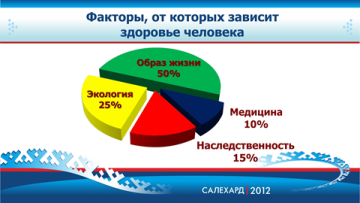 Факторы, от которых зависит
здоровье человека
Образ жизни
50%
Экология
25%
Медицина
10%
Наследственность
15%
САЛЕХАРД 2012